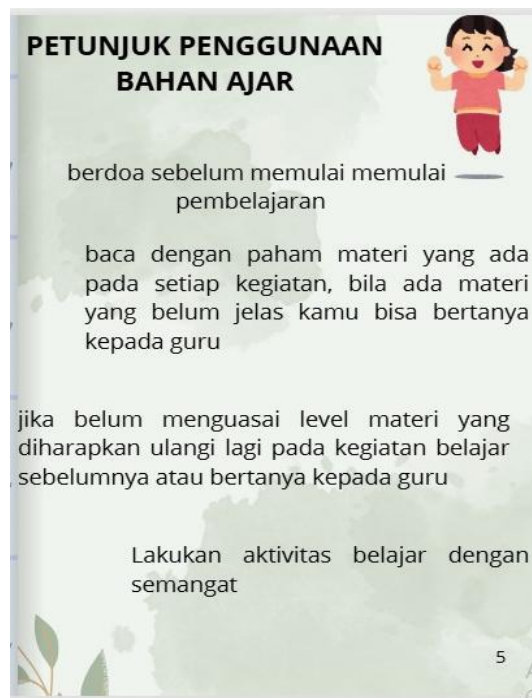 PETUNJUK PENGGUNAAN
BAHAN AJAR
berdoa sebelum memulai memulai
pembelajaran
baca dengan paham materi yang ada
pada setiap kegiatan, bila ada materi
yang belum jelas kamu bisa bertanya
kepada guru
jika belum menguasai level materi yang
diharapkan ulangi lagi pada kegiatan belajar
sebelumnya atau bertanya kepada guru
Lakukan aktivitas belajar dengan
semangat
5